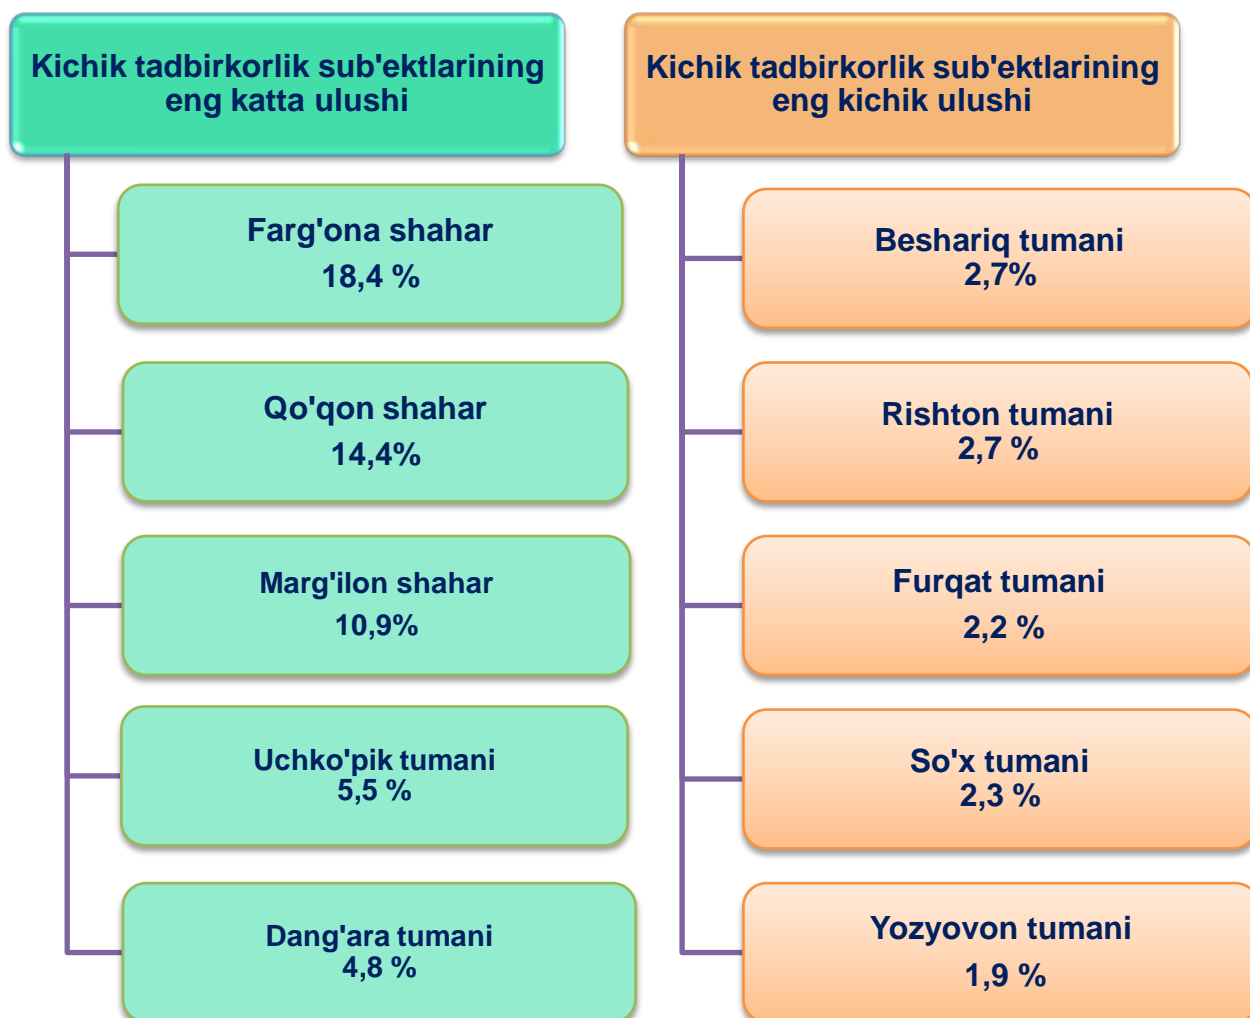 Kichik tadbirkorlik sub'ektlarining
eng katta ulushi
Farg'ona shahar
18,4 %
Qo'qon shahar
14,4%
Marg'ilon shahar
10,9%
Uchko'pik tumani
5,5 %
Dang'ara tumani
4,8 %
Kichik tadbirkorlik sub'ektlarining
eng kichik ulushi
Beshariq tumani
2,7%
Rishton tumani
2,7 %
Furqat tumani
2,2 %
So'x tumani
2,3 %
Yozyovon tumani
1,9 %